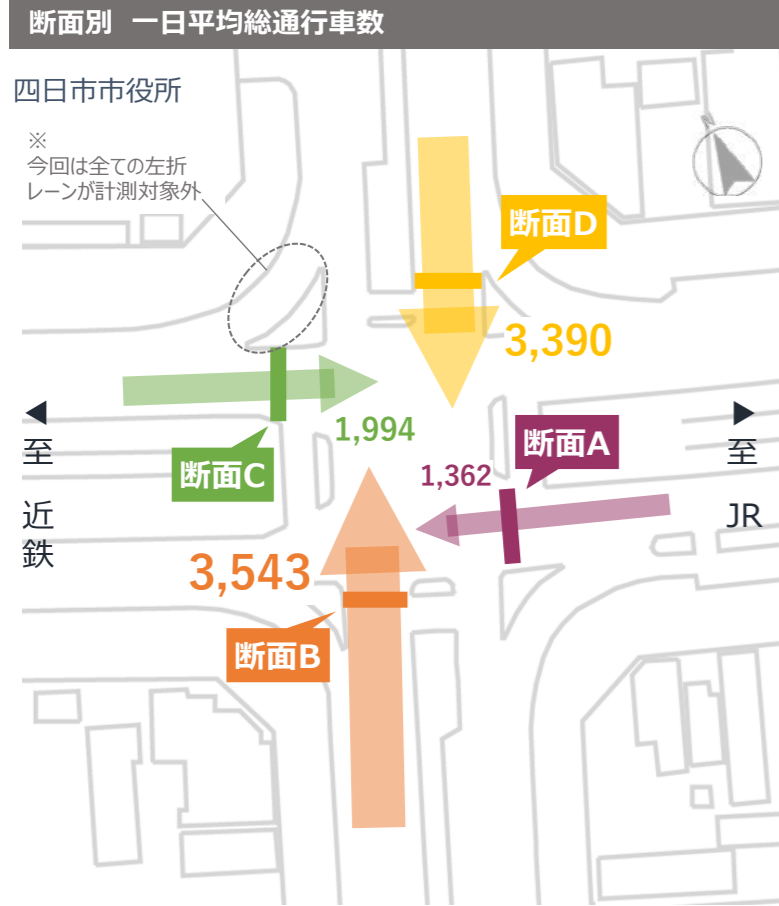 断面別 一日平均総通行車数
四日市市役所
※
今回は全ての左折
レーンが計測対象外
N
断面D
3,390
1,994
断面C
断面A
1,362
◀
至
近
鉄
▶
至
JR
3,543
断面B